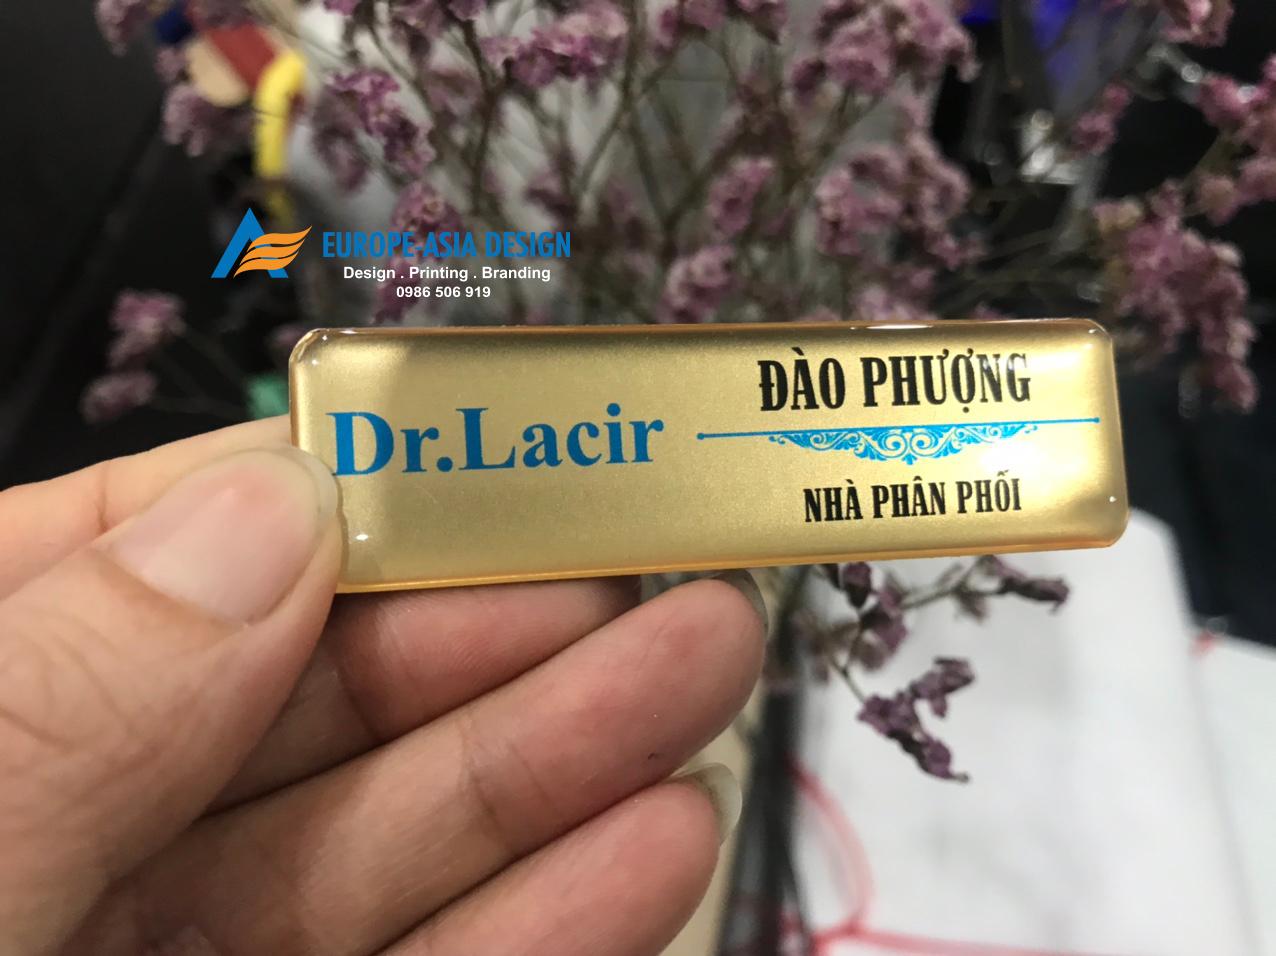 EUROPE-ASIA DESIGN
Design . Printing . Branding
0986 506 919
Dr.Lacir
ĐÀO PHƯỢNG
NHÀ PHÂN PHỐI